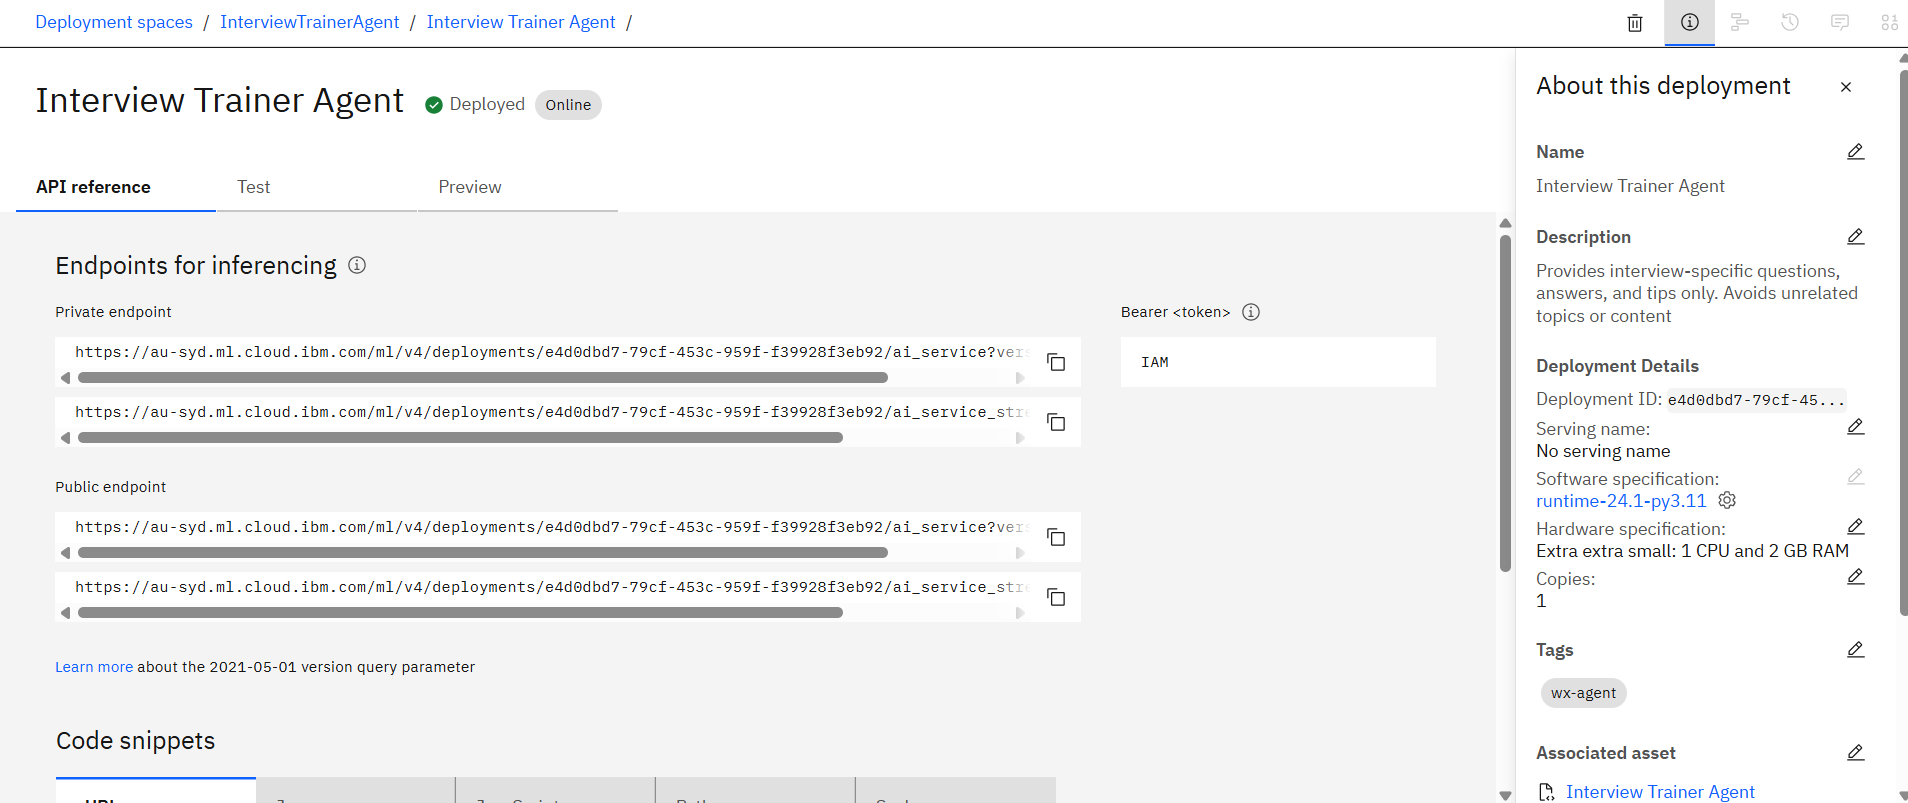 Deployment spaces / InterviewTrainerAgent / Interview Trainer Agent /
Interview Trainer Agent Deployed Online
API reference Test Preview
Endpoints for inferencing
Private endpoint
https://au-syd.ml.cloud.ibm.com/ml/v4/deployments/e4d0dbd7-79cf-453c-959f-f39928f3eb92/ai_service?vers
https://au-syd.ml.cloud.ibm.com/ml/v4/deployments/e4d0dbd7-79cf-453c-959f-f39928f3eb92/ai_service_stre
Bearer <token>
IAM
Public endpoint
https://au-syd.ml.cloud.ibm.com/ml/v4/deployments/e4d0dbd7-79cf-453c-959f-f39928f3eb92/ai_service?vers
https://au-syd.ml.cloud.ibm.com/ml/v4/deployments/e4d0dbd7-79cf-453c-959f-f39928f3eb92/ai_service_stre
Learn more about the 2021-05-01 version query parameter
Code snippets
About this deployment
Name
Interview Trainer Agent
Description
Provides interview-specific questions,
answers, and tips only. Avoids unrelated
topics or content
Deployment Details
Deployment ID: e4d0dbd7-79cf-45...
Serving name:
No serving name
Software specification:
runtime-24.1-py3.11
Hardware specification:
Extra extra small: 1 CPU and 2 GB RAM
Copies:
1
Tags
wx-agent
Associated asset
Interview Trainer Agent